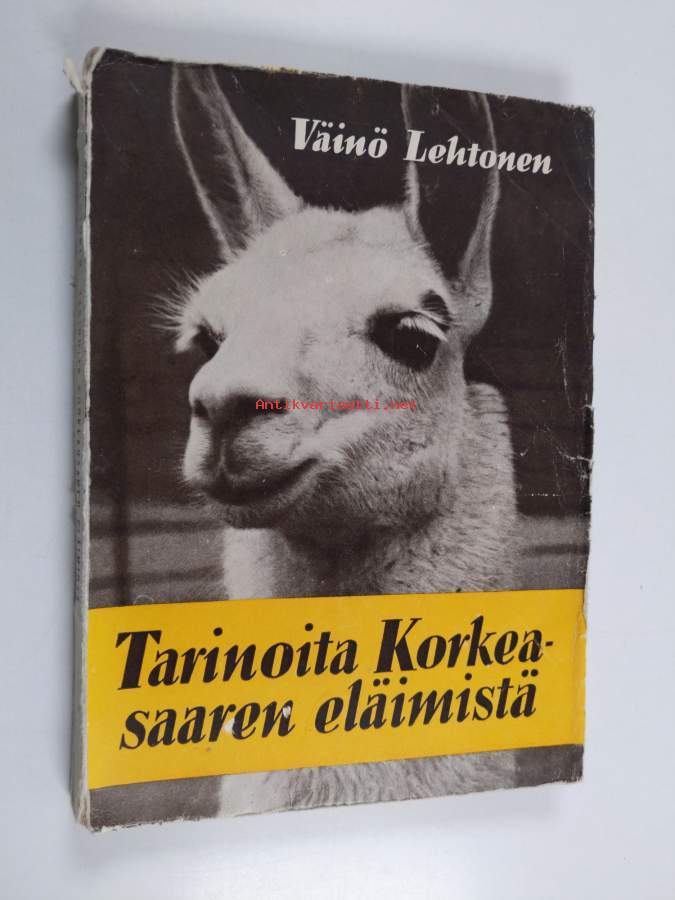 Väinö Lehtonen
Antikvariaatti.net
Tarinoita Korkea-
saaren eläimistä